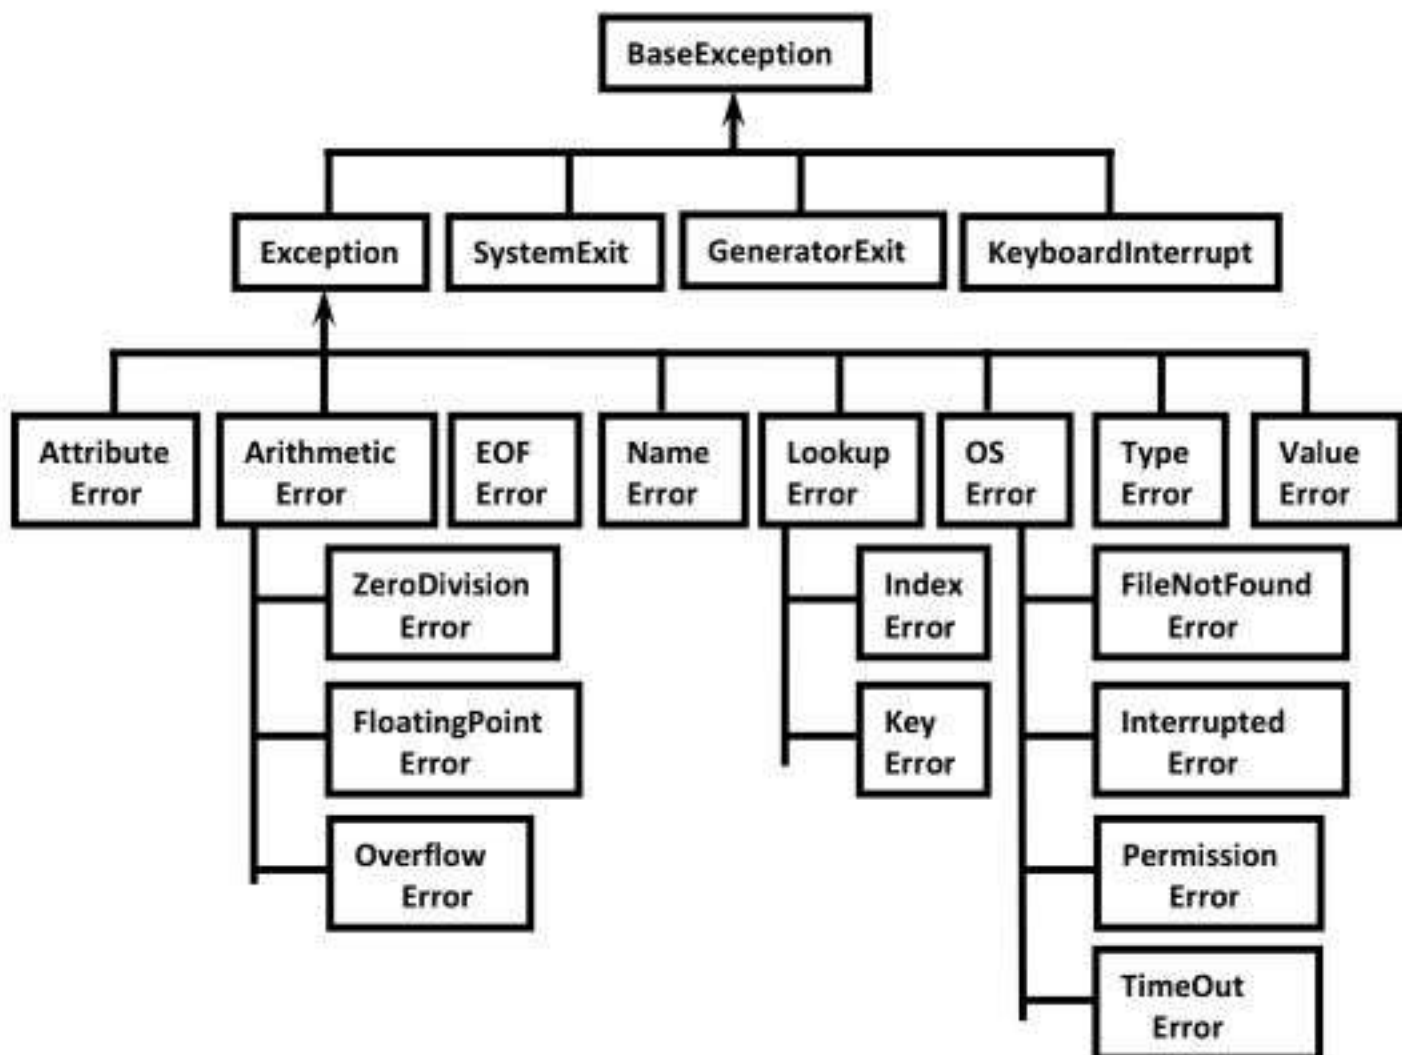 BaseException
Exception
SystemExit
GeneratorExit
KeyboardInterrupt
Attribute
Error
Arithmetic
Error
EOF
Error
Name
Error
Lookup
Error
OS
Error
Type
Error
Value
Error
ZeroDivision
Error
FloatingPoint
Error
Overflow
Error
Index
Error
Key
Error
FileNotFound
Error
Interrupted
Error
Permission
Error
TimeOut
Error